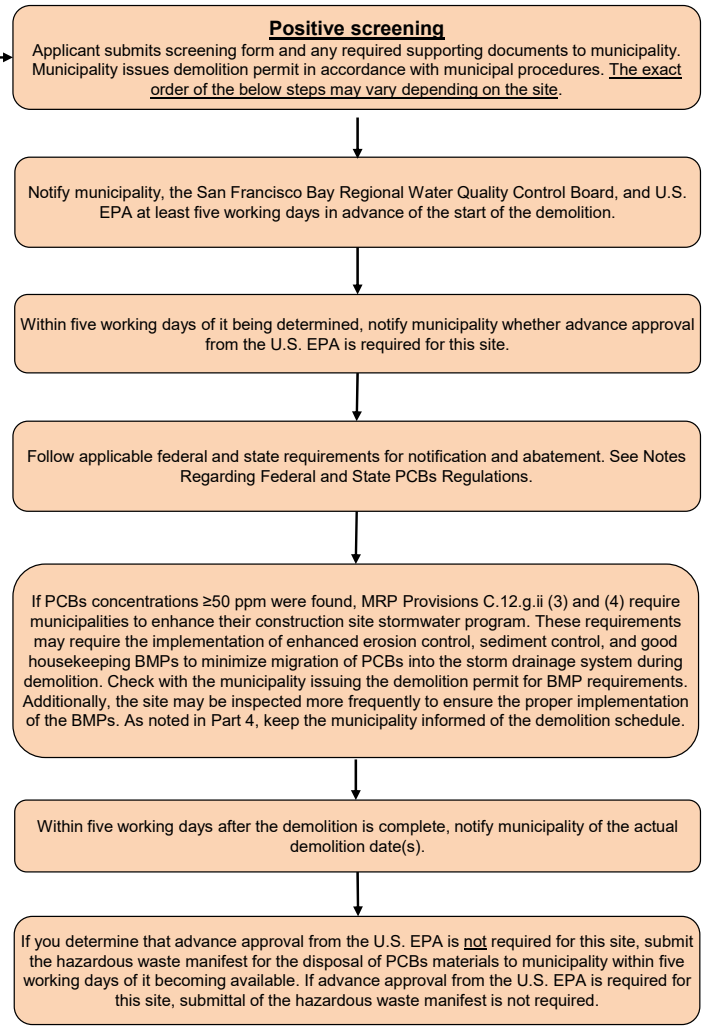 Positive screening
Applicant submits screening form and any required supporting documents to municipality.
Municipality issues demolition permit in accordance with municipal procedures. The exact
order of the below steps may vary depending on the site.
Notify municipality, the San Francisco Bay Regional Water Quality Control Board, and U.S.
EPA at least five working days in advance of the start of the demolition.
Within five working days of it being determined, notify municipality whether advance approval
from the U.S. EPA is required for this site.
Follow applicable federal and state requirements for notification and abatement. See Notes
Regarding Federal and State PCBs Regulations.
If PCBs concentrations ≥50 ppm were found, MRP Provisions C.12.g.ii (3) and (4) require
municipalities to enhance their construction site stormwater program. These requirements
may require the implementation of enhanced erosion control, sediment control, and good
housekeeping BMPs to minimize migration of PCBs into the storm drainage system during
demolition. Check with the municipality issuing the demolition permit for BMP requirements.
Additionally, the site may be inspected more frequently to ensure the proper implementation
of the BMPs. As noted in Part 4, keep the municipality informed of the demolition schedule.
Within five working days after the demolition is complete, notify municipality of the actual
demolition date(s).
If you determine that advance approval from the U.S. EPA is not required for this site, submit
the hazardous waste manifest for the disposal of PCBs materials to municipality within five
working days of it becoming available. If advance approval from the U.S. EPA is required for
this site, submittal of the hazardous waste manifest is not required.